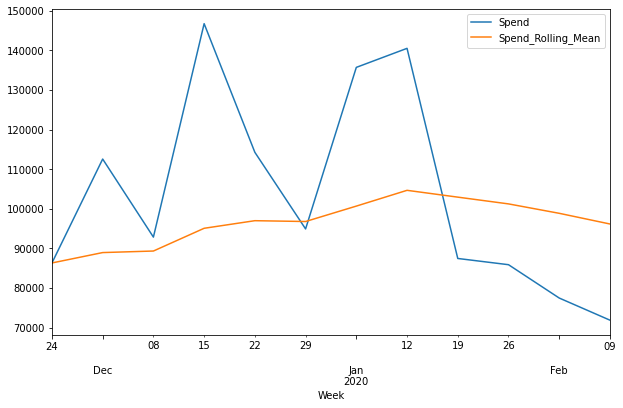 150000
140000
130000
120000
110000
100000
90000
80000
70000
Spend
Spend_Rolling_Mean
24 08 15 22 29 12 19 26 09
Dec Jan Feb
2020
Week